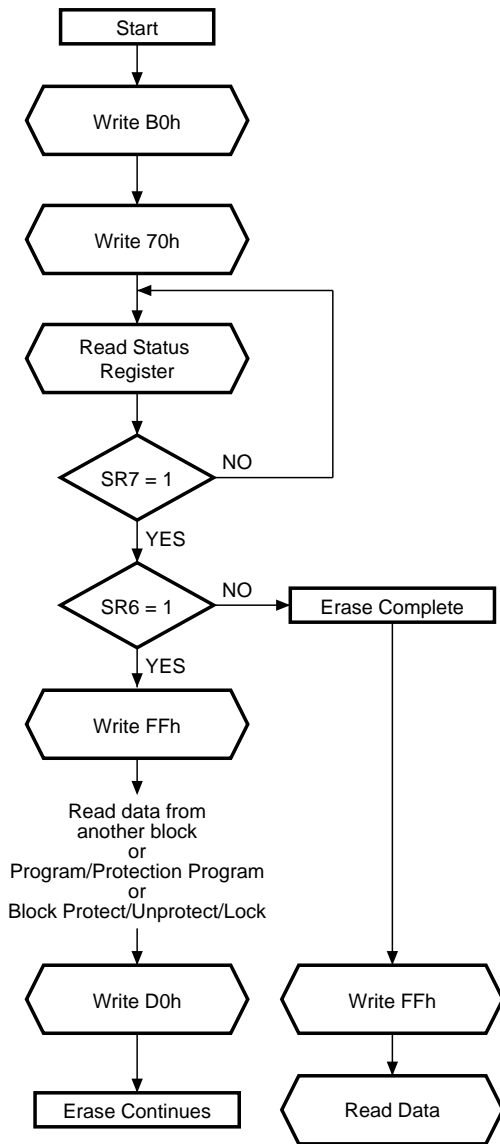 Start
Write B0h
Write 70h
Read Status
Register
SR7 = 1
NO
YES
SR6 = 1
NO
Erase Complete
YES
Write FFh
Read data from
another block
or
Program/Protection Program
or
Block Protect/Unprotect/Lock
Write D0h
Write FFh
Erase Continues
Read Data